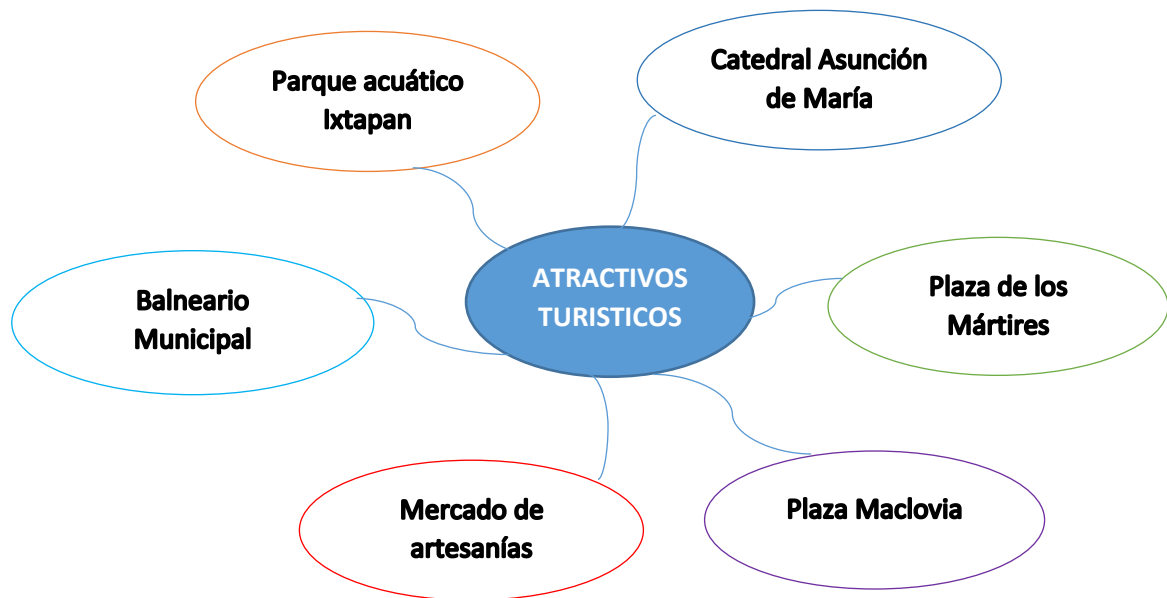 Parque acuático
Ixtapan
Catedral Asunción
de María
ATRACTIVOS
TURISTICOS
Balneario
Municipal
Plaza de los
Mártires
Mercado de
artesanías
Plaza Maclovia